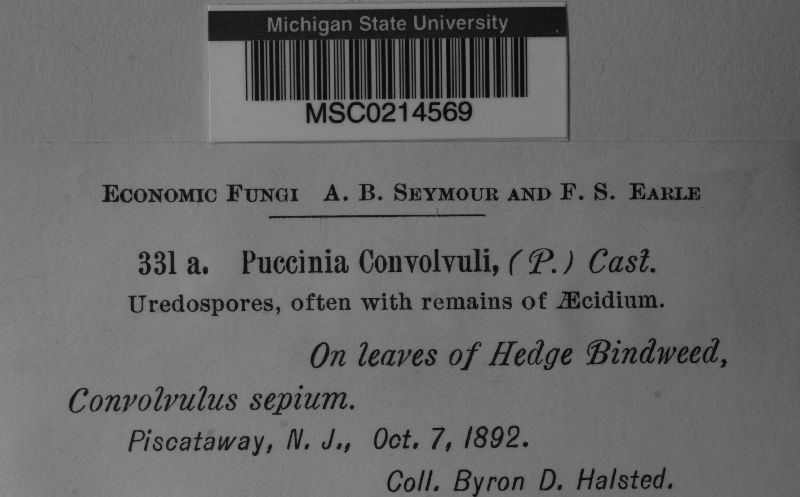 Michigan State University
MSC0214569
Economic Fungi A. B. Seymour and F. S. Earle
331 a. Puccinia Convolvuli, (P.) Cast.
Uredospores, often with remains of Æcidium.
On leaves of Hedge Bindweed,
Convolvulus sepium.
Piscataway, N. J., Oct. 7, 1892.
Coll. Byron D. Halsted.